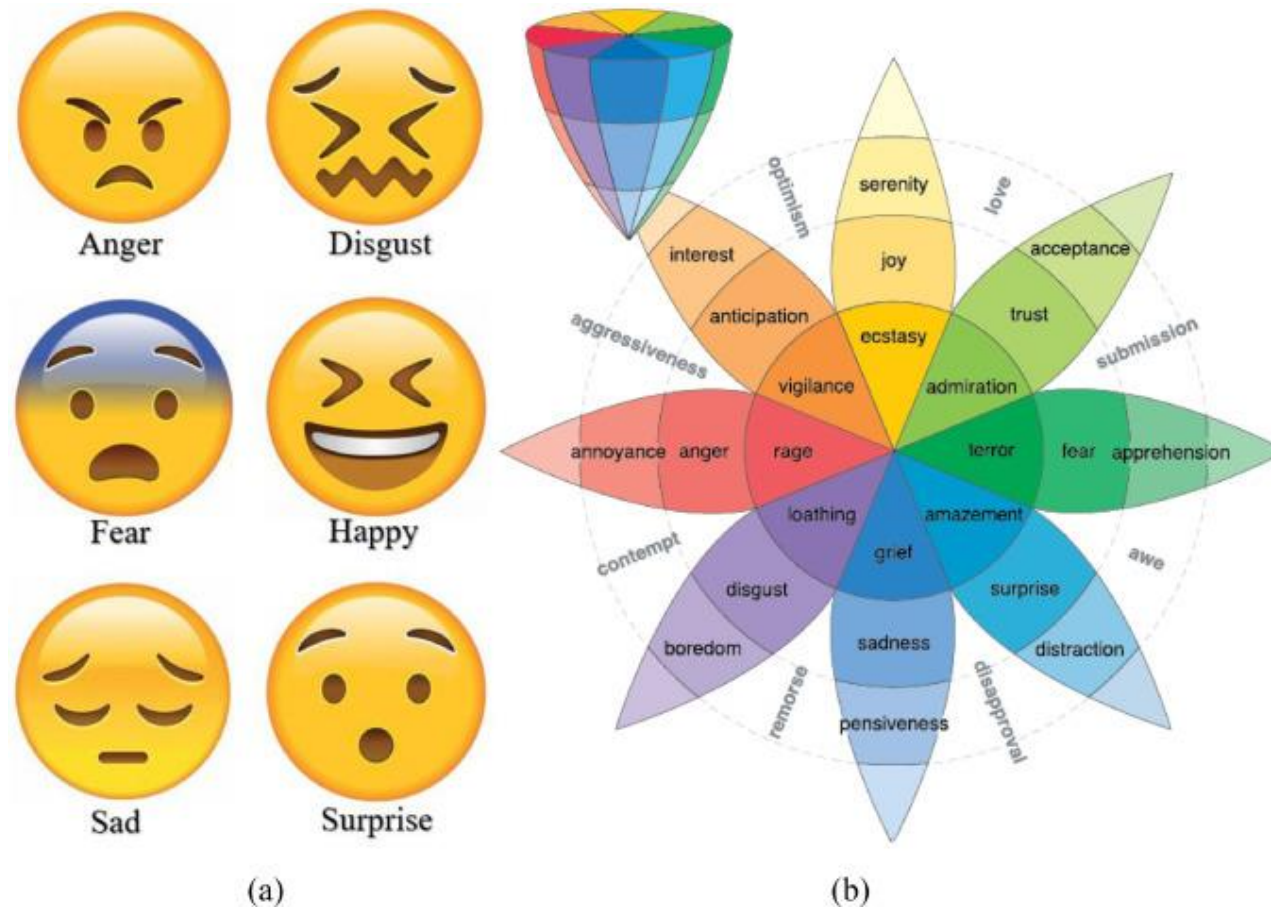 Anger
Disgust
Fear
Happy
Sad
Surprise
(a)
optimism
serenity
love
interest
joy
acceptance
anticipation
trust
aggressiveness
ecstasy
submission
vigilance
admiration
annoyance
anger
rage
terror
fear
apprehension
loathing
amazement
contempt
grief
awe
disgust
surprise
boredom
sadness
distraction
remorse
disapproval
pensiveness
(b)